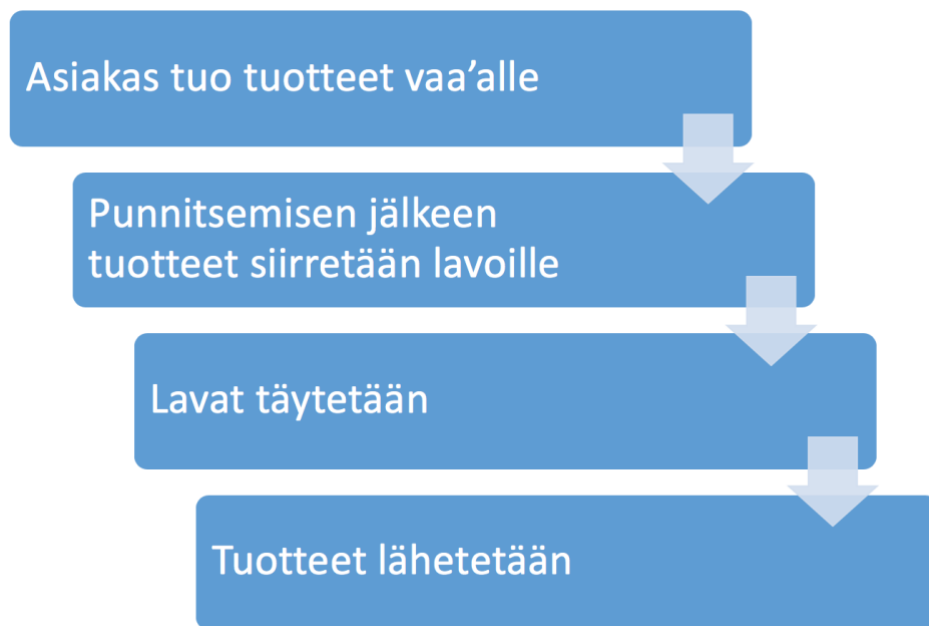 Asiakas tuo tuotteet vaa’alle
Punnitsemisen jälkeen
tuotteet siirretään lavoille
Lavat täytetään
Tuotteet lähetetään